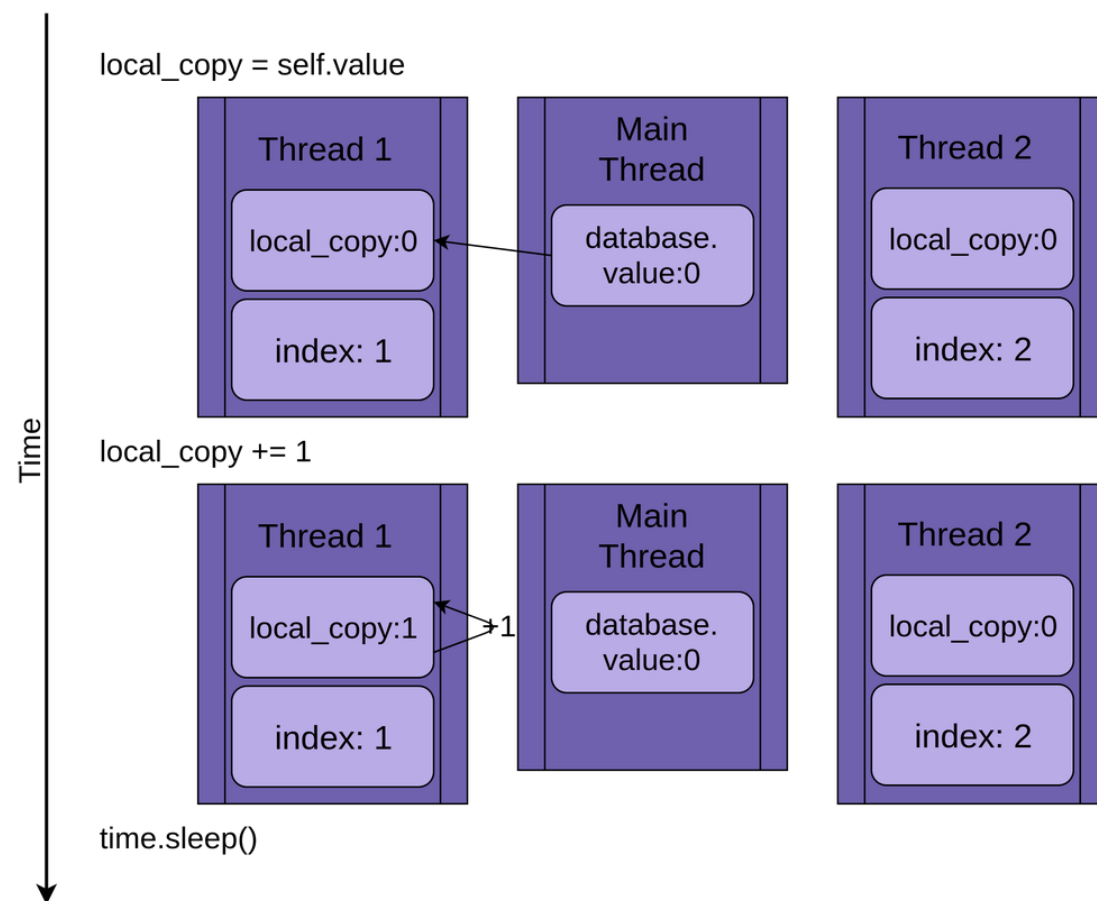 local_copy = self.value
Thread 1
Main
Thread
Thread 2
local_copy:0
database.
value:0
local_copy:0
index: 1
index: 2
Time
local_copy += 1
Thread 1
Main
Thread
Thread 2
local_copy:1
+1
database.
value:0
local_copy:0
index: 1
index: 2
time.sleep()